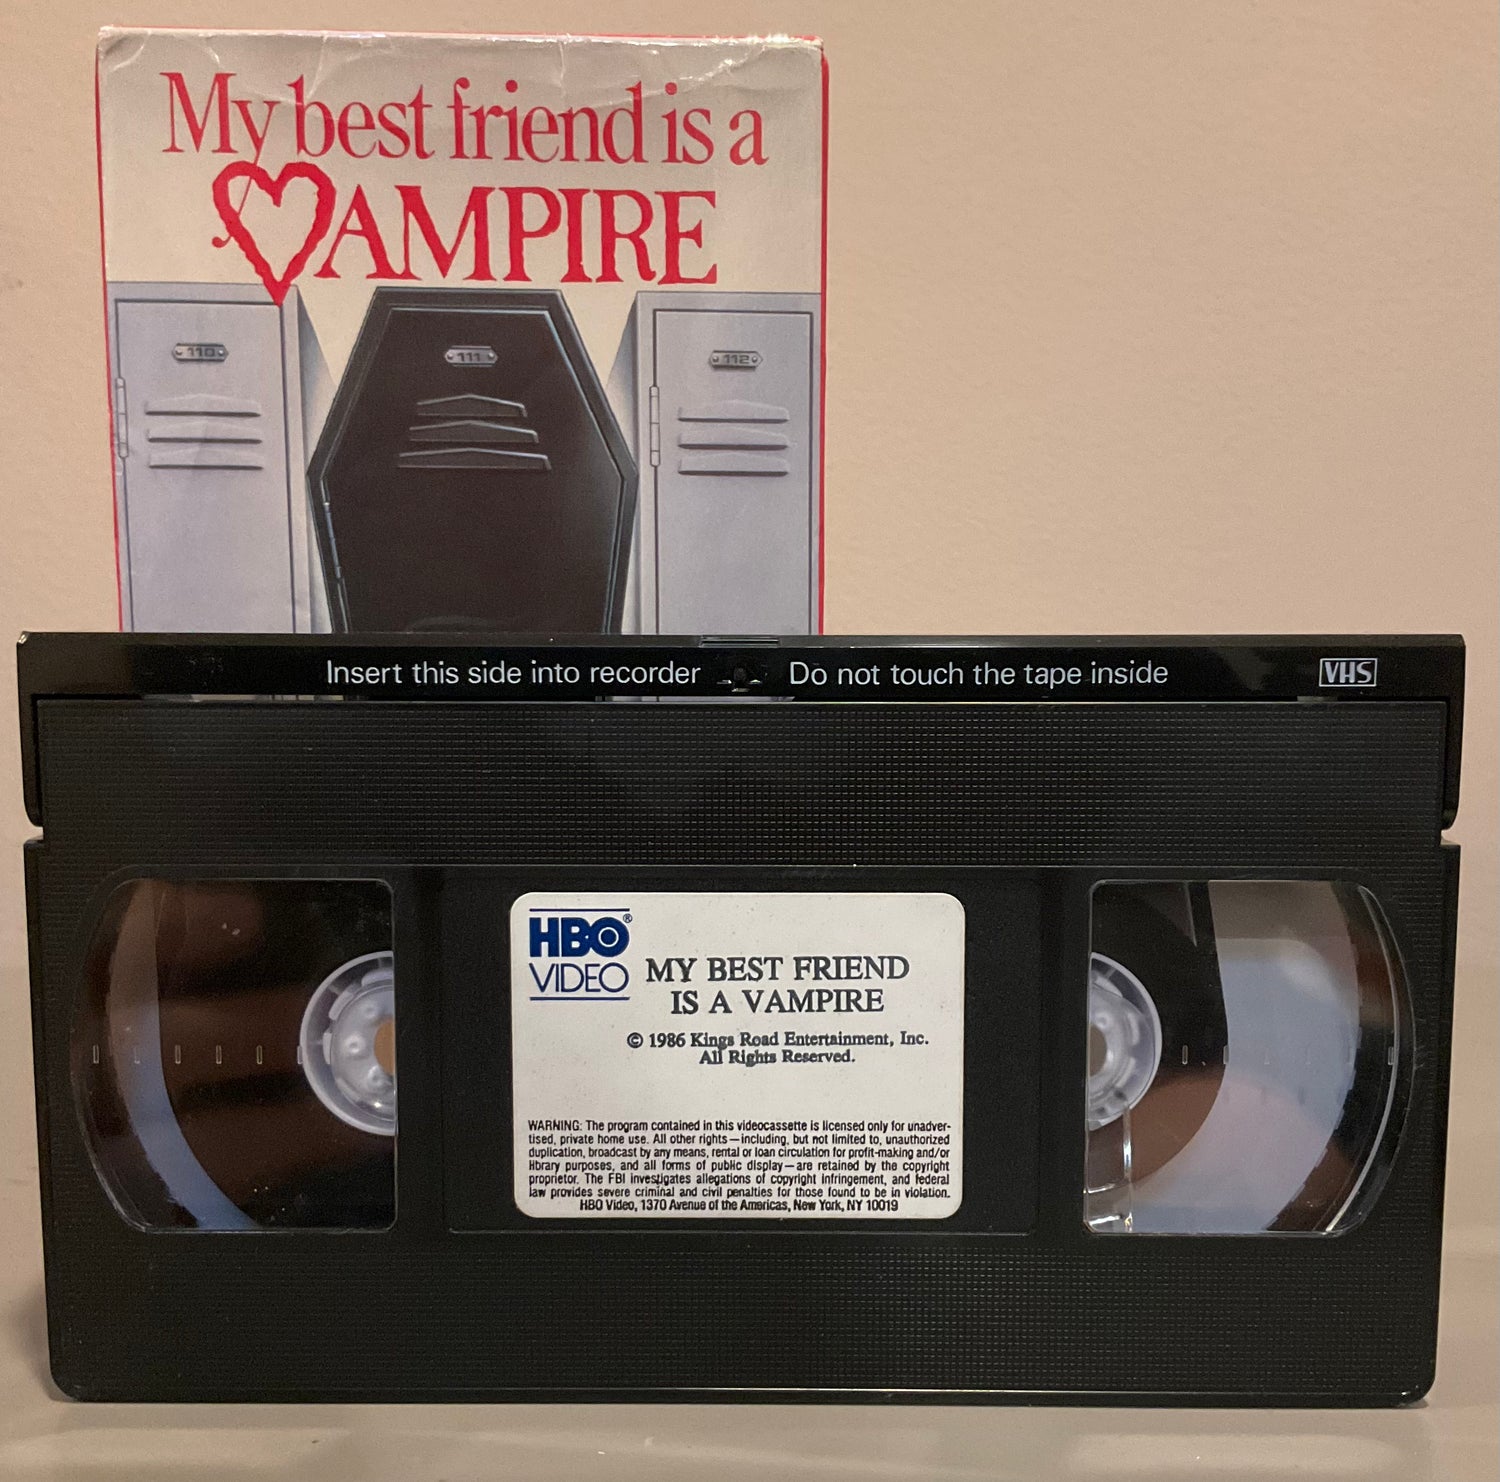 My best friend is a
VAMPIRE
110
111
112
Insert this side into recorder
Do not touch the tape inside
VHS
HBO®
VIDEO
MY BEST FRIEND
IS A VAMPIRE
© 1986 Kings Road Entertainment, Inc.
All Rights Reserved.
WARNING: The program contained in this videocassette is licensed only for unadver-
tised, private home use. All other rights—including, but not limited to, unauthorized
duplication, broadcast by any means, rental or loan circulation for profit-making and/or
library purposes, and all forms of public display—are retained by the copyright
proprietor. The FBI investigates allegations of copyright infringement, and federal
law provides severe criminal and civil penalties for those found to be in violation.
HBO Video, 1370 Avenue of the Americas, New York, NY 10019